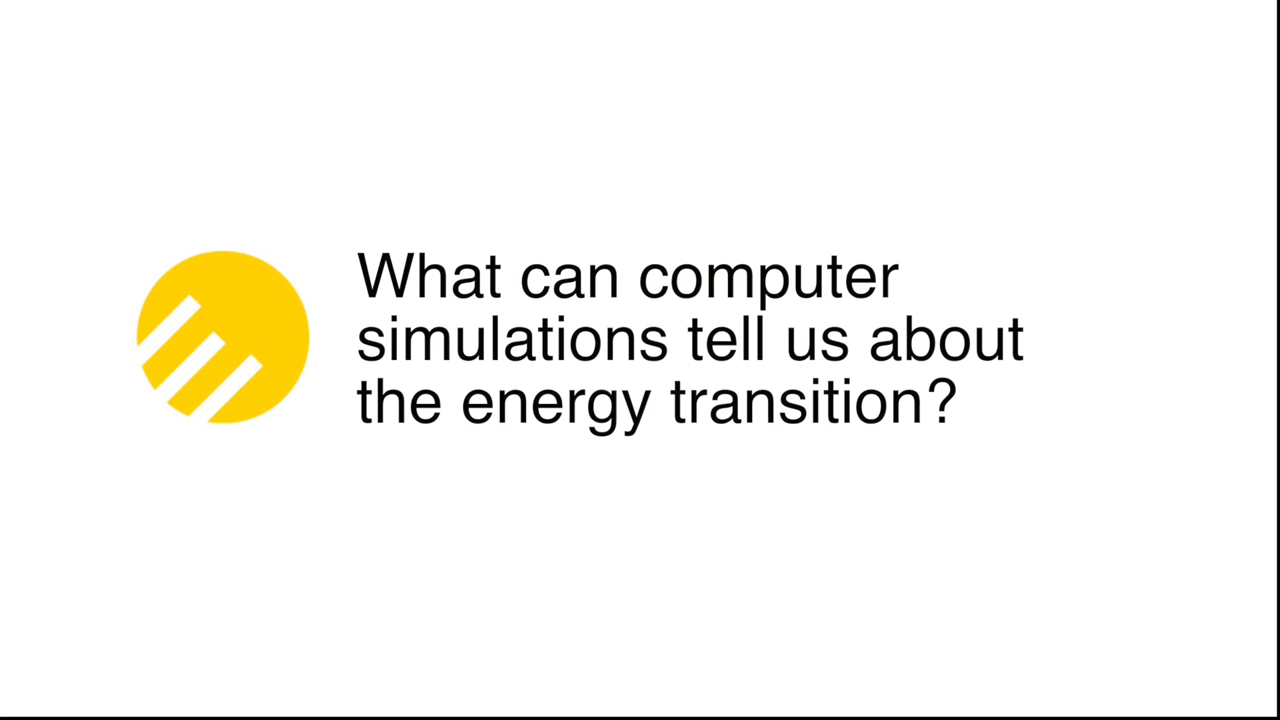 What can computer
simulations tell us about
the energy transition?